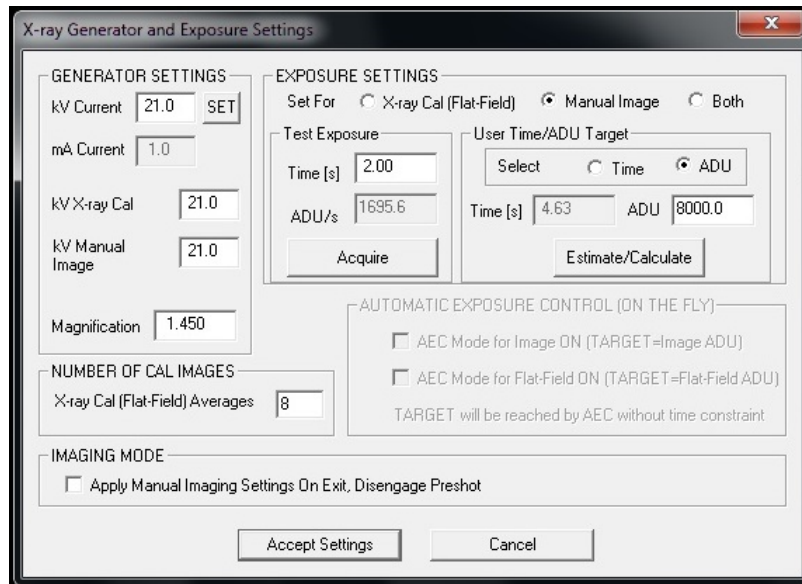 X-ray Generator and Exposure Settings
GENERATOR SETTINGS
kV Current 21.0 SET
mA Current 1.0
kV X-ray Cal 21.0
kV Manual Image 21.0
Magnification 1.450
EXPOSURE SETTINGS
Set For X-ray Cal (Flat-Field) Manual Image Both
Test Exposure
Time [s] 2.00
ADU/s 1695.6
Acquire
User Time/ADU Target
Select Time ADU
Time [s] 4.63 ADU 8000.0
Estimate/Calculate
AUTOMATIC EXPOSURE CONTROL (ON THE FLY)
AEC Mode for Image ON (TARGET=Image ADU)
AEC Mode for Flat-Field ON (TARGET=Flat-Field ADU)
TARGET will be reached by AEC without time constraint
NUMBER OF CAL IMAGES
X-ray Cal (Flat-Field) Averages 8
IMAGING MODE
Apply Manual Imaging Settings On Exit, Disengage Preshot
Accept Settings Cancel